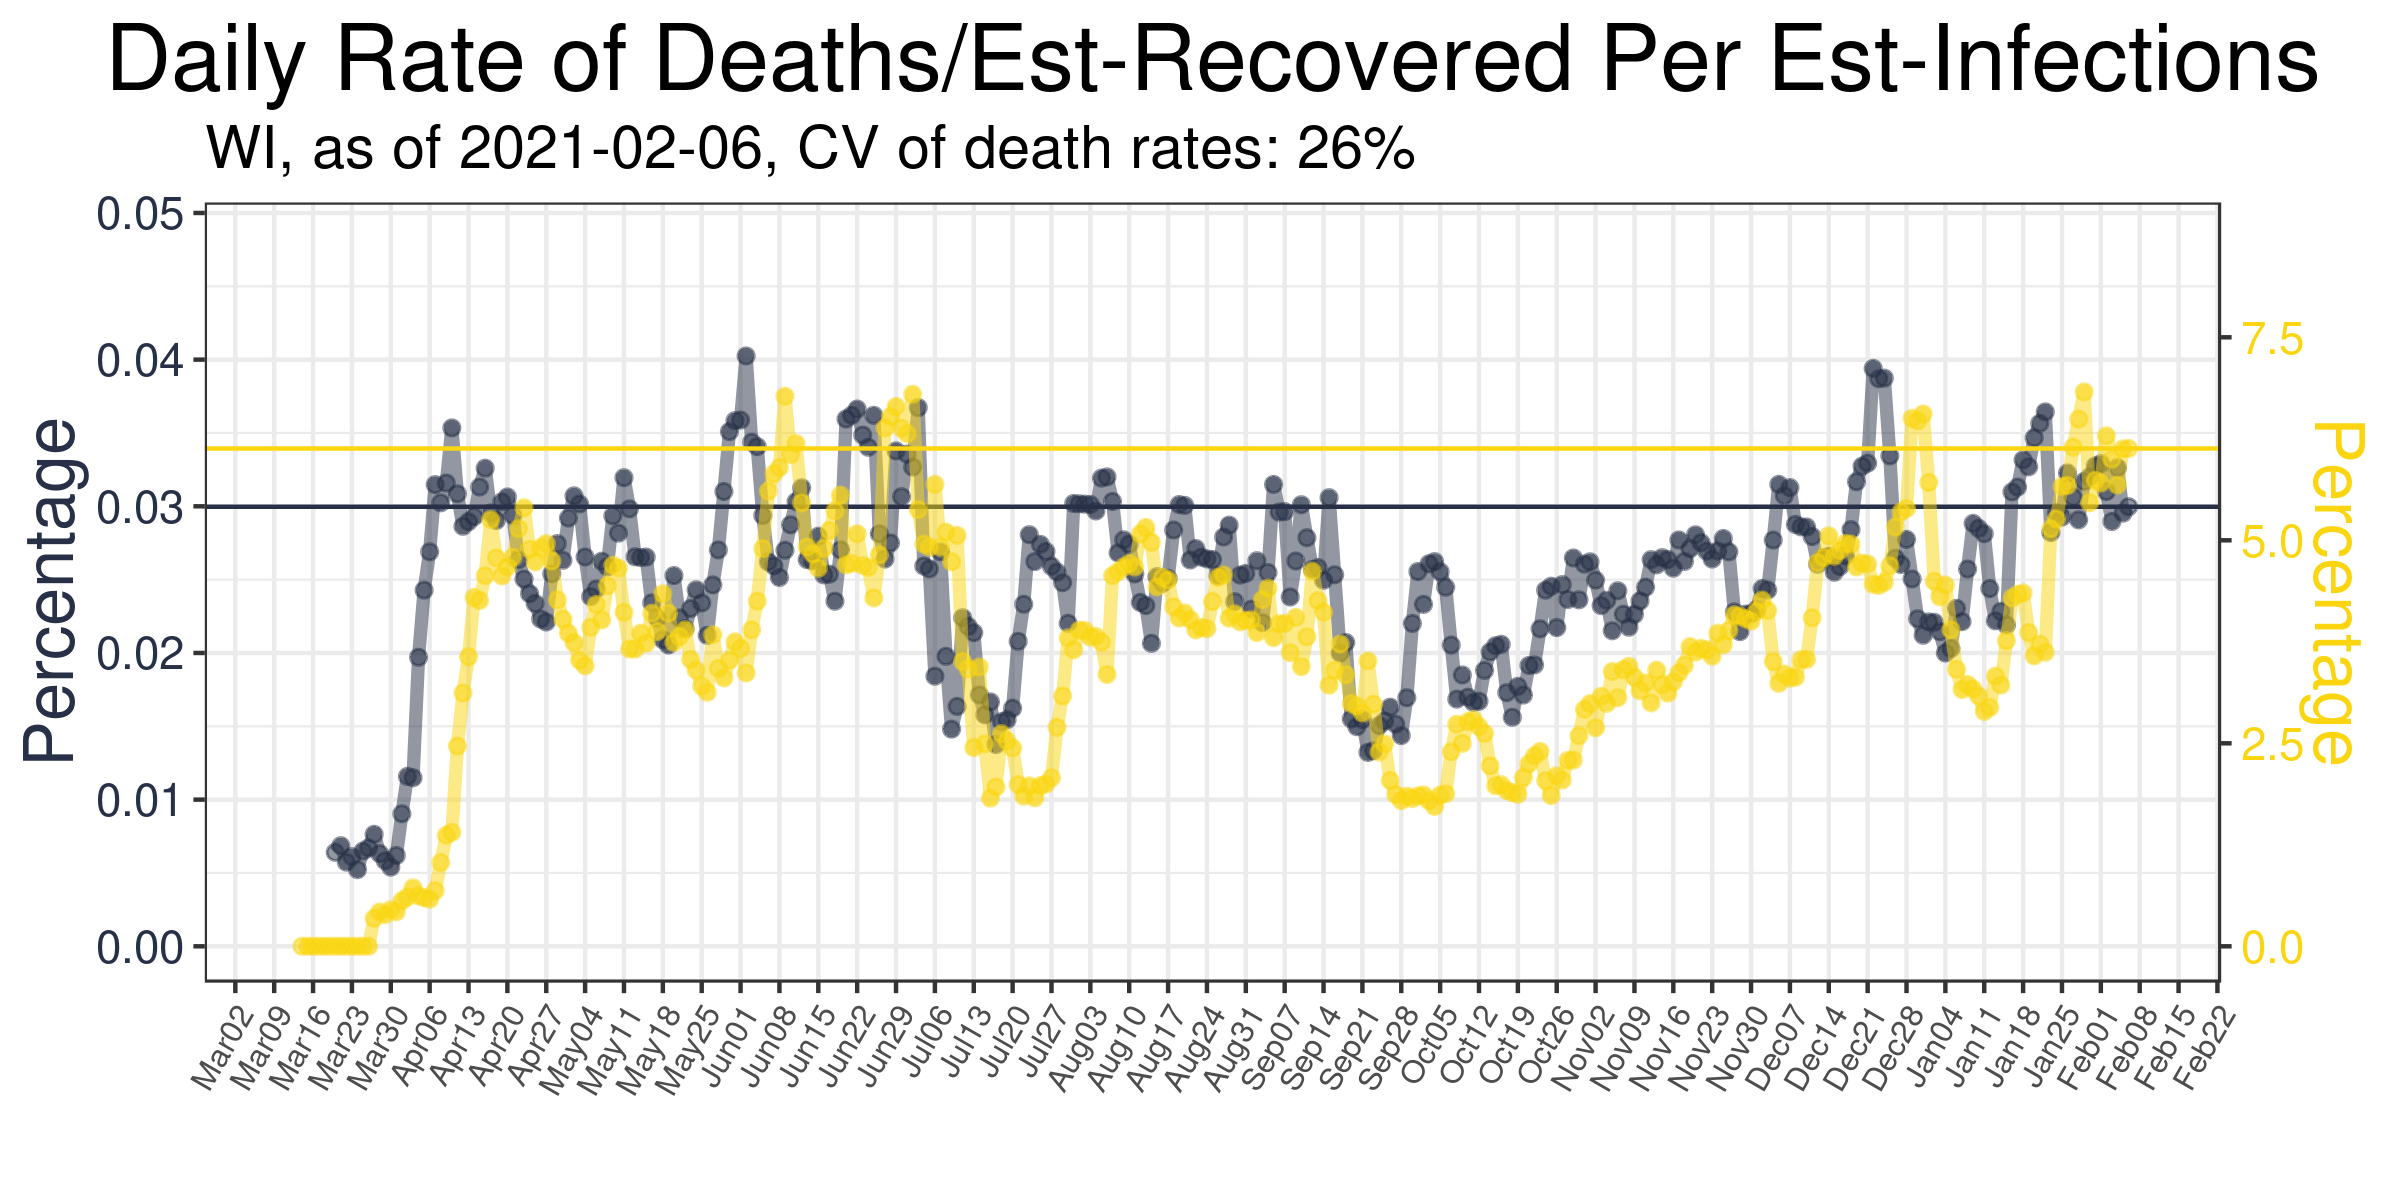 Daily Rate of Deaths/Est-Recovered Per Est-Infections
WI, as of 2021-02-06, CV of death rates: 26%
Percentage
0.05
0.04
0.03
0.02
0.01
0.00
7.5
5.0
2.5
0.0
Percentage
Mar02
Mar09
Mar16
Mar23
Mar30
Apr06
Apr13
Apr20
Apr27
May04
May11
May18
May25
Jun01
Jun08
Jun15
Jun22
Jun29
Jul06
Jul13
Jul20
Jul27
Aug03
Aug10
Aug17
Aug24
Aug31
Sep07
Sep14
Sep21
Sep28
Oct05
Oct12
Oct19
Oct26
Nov02
Nov09
Nov16
Nov23
Nov30
Dec07
Dec14
Dec21
Dec28
Jan04
Jan11
Jan18
Jan25
Feb01
Feb08
Feb15
Feb22